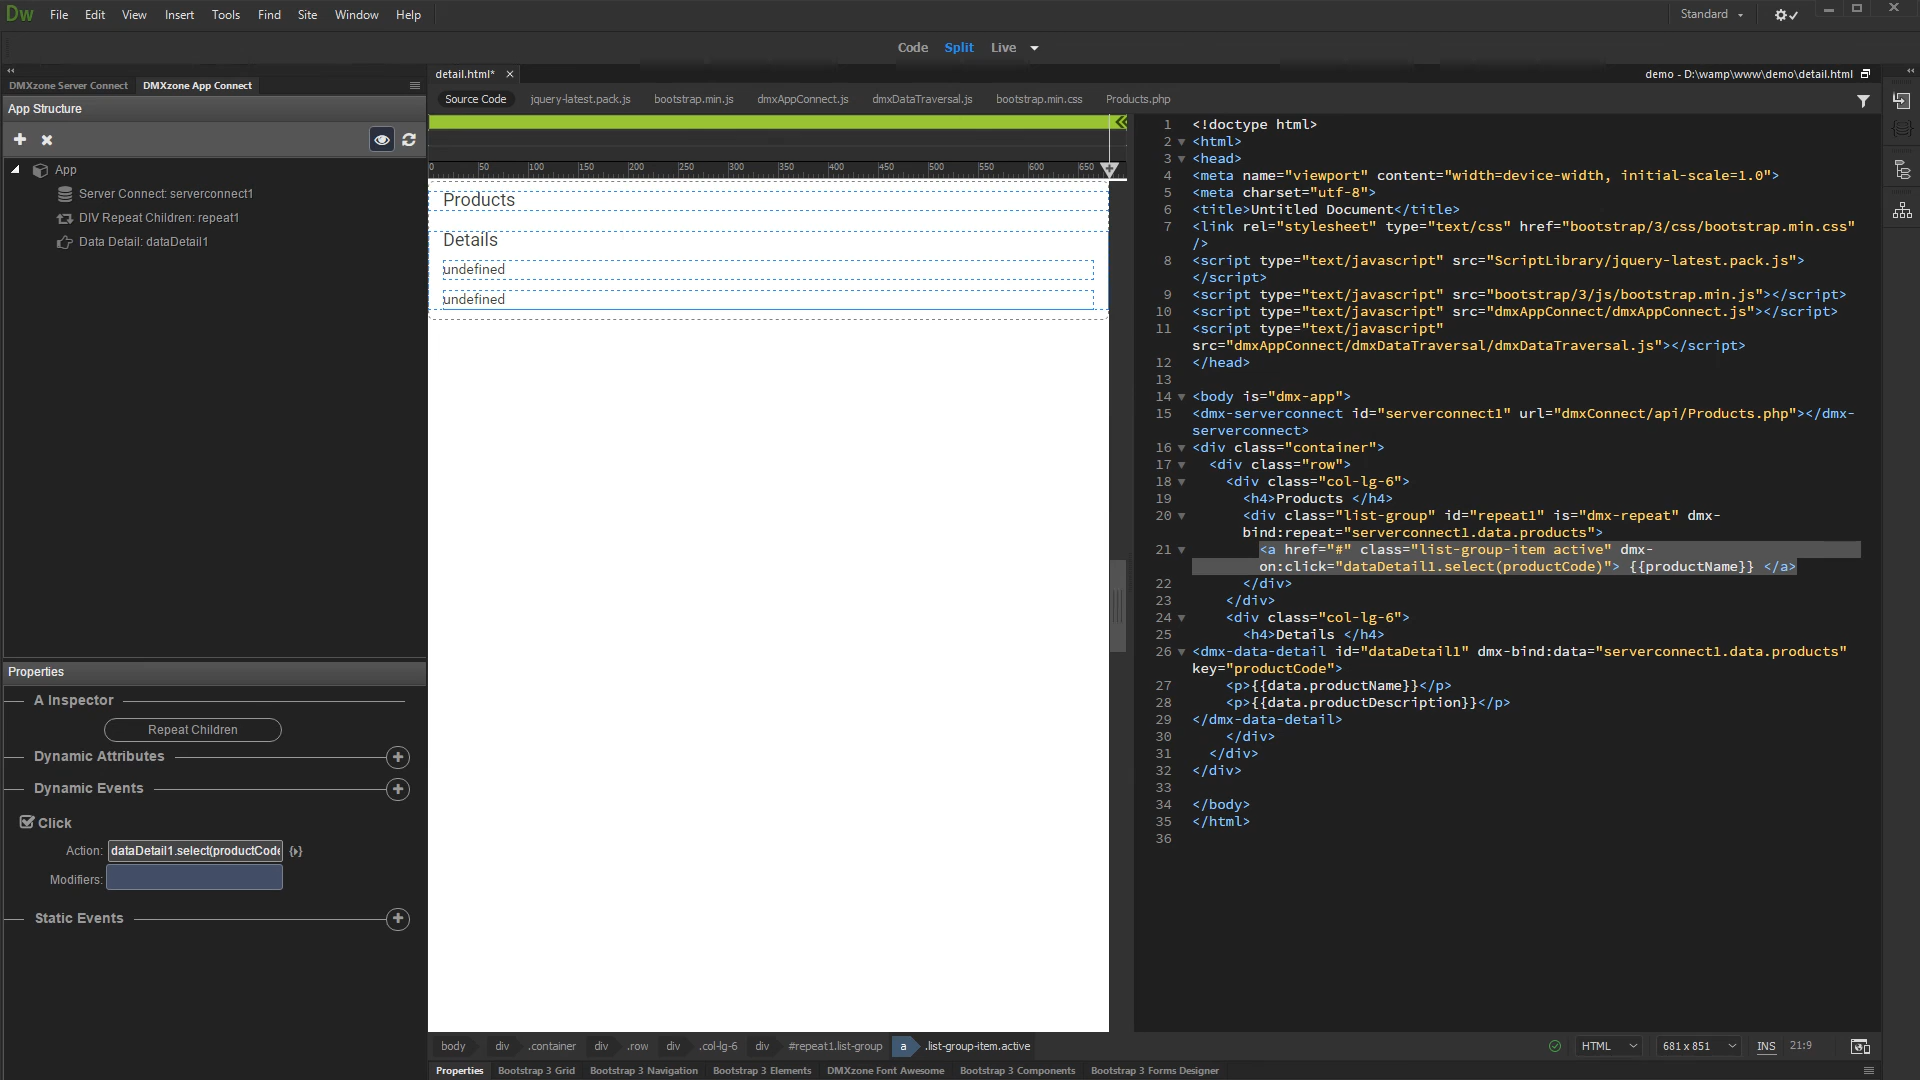 Dw File Edit View Insert Tools Find Site Window Help
Standard
Code Split Live
DMXzone Server Connect DMXzone App Connect
detail.html*
demo - D:\wamp\www\demo\detail.html
App Structure
Source Code jquery-latest.pack.js bootstrap.min.js dmxAppConnect.js dmxDataTraversal.js bootstrap.min.css Products.php
App
Server Connect: serverconnect1
DIV Repeat Children: repeat1
Data Detail: dataDetail1
Properties
A Inspector
Repeat Children
Dynamic Attributes
Dynamic Events
Click
Action: dataDetail1.select(productCode
Modifiers:
Static Events
0 50 100 150 200 250 300 350 400 450 500 550 600 650
Products
Details
undefined
undefined
1 <!doctype html>
2 <html>
3 <head>
4 <meta name="viewport" content="width=device-width, initial-scale=1.0">
5 <meta charset="utf-8">
6 <title>Untitled Document</title>
7 <link rel="stylesheet" type="text/css" href="bootstrap/3/css/bootstrap.min.css"
/>
8 <script type="text/javascript" src="ScriptLibrary/jquery-latest.pack.js">
</script>
9 <script type="text/javascript" src="bootstrap/3/js/bootstrap.min.js"></script>
10 <script type="text/javascript" src="dmxAppConnect/dmxAppConnect.js"></script>
11 <script type="text/javascript"
src="dmxAppConnect/dmxDataTraversal/dmxDataTraversal.js"></script>
12 </head>
13
14 <body is="dmx-app">
15 <dmx-serverconnect id="serverconnect1" url="dmxConnect/api/Products.php"></dmx-
serverconnect>
16 <div class="container">
17 <div class="row">
18 <div class="col-lg-6">
19 <h4>Products </h4>
20 <div class="list-group" id="repeat1" is="dmx-repeat" dmx-
bind:repeat="serverconnect1.data.products">
21 <a href="#" class="list-group-item active" dmx-
on:click="dataDetail1.select(productCode)"> {{productName}} </a>
22 </div>
23 </div>
24 <div class="col-lg-6">
25 <h4>Details </h4>
26 <dmx-data-detail id="dataDetail1" dmx-bind:data="serverconnect1.data.products"
key="productCode">
27 <p>{{data.productName}}</p>
28 <p>{{data.productDescription}}</p>
29 </dmx-data-detail>
30 </div>
31 </div>
32 </div>
33
34 </body>
35 </html>
36
body div .container div .row div .col-lg-6 div #repeat1.list-group a .list-group-item.active
HTML 681 x 851 INS 21:9
Properties Bootstrap 3 Grid Bootstrap 3 Navigation Bootstrap 3 Elements DMXzone Font Awesome Bootstrap 3 Components Bootstrap 3 Forms Designer